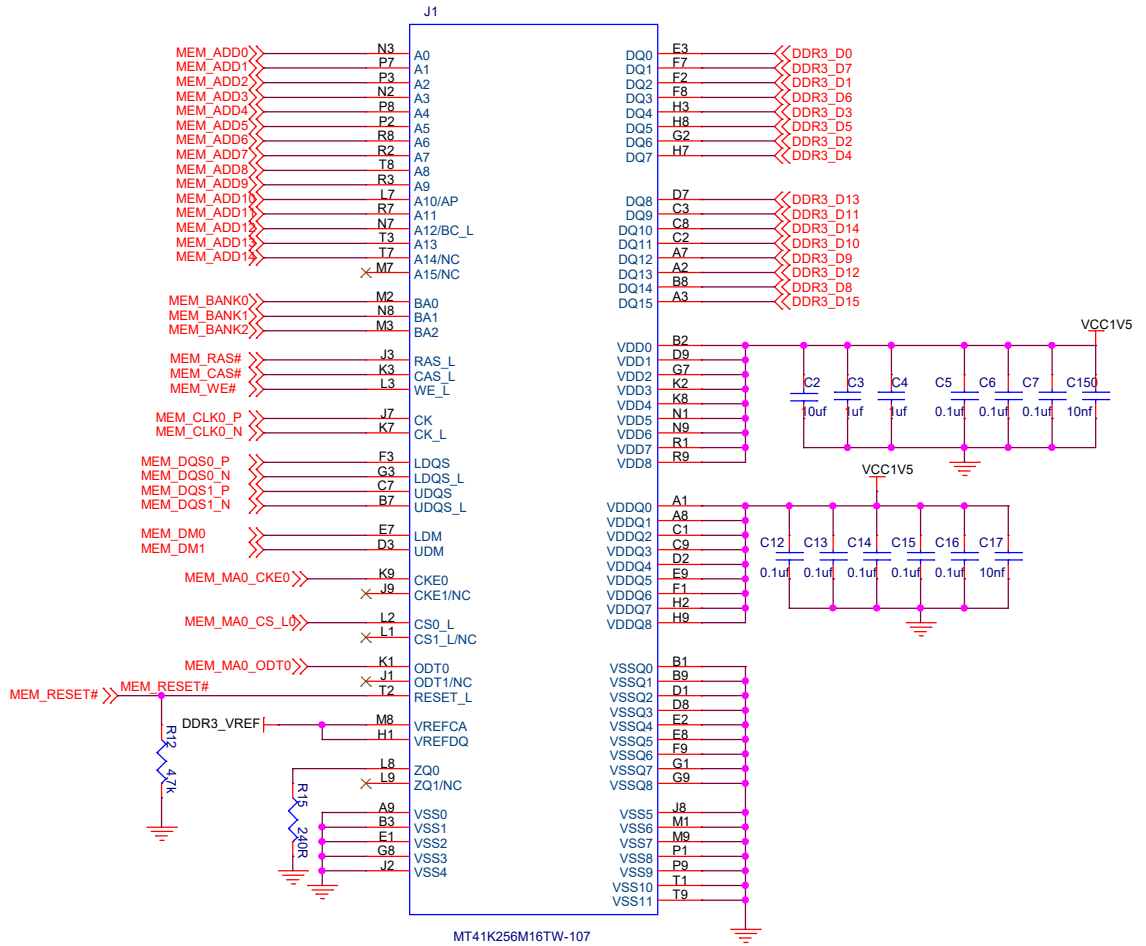 J1
MEM_ADD0 N3 A0 DQ0 E3 DDR3_D0
MEM_ADD1 P7 A1 DQ1 F7 DDR3_D7
MEM_ADD2 P3 A2 DQ2 F2 DDR3_D1
MEM_ADD3 N2 A3 DQ3 F8 DDR3_D6
MEM_ADD4 P8 A4 DQ4 H3 DDR3_D3
MEM_ADD5 P2 A5 DQ5 H8 DDR3_D5
MEM_ADD6 R8 A6 DQ6 G2 DDR3_D2
MEM_ADD7 R2 A7 DQ7 H7 DDR3_D4
MEM_ADD8 T8 A8
MEM_ADD9 R3 A9
MEM_ADD10 L7 A10/AP DQ8 D7 DDR3_D13
MEM_ADD11 R7 A11 DQ9 C3 DDR3_D11
MEM_ADD12 N7 A12/BC_L DQ10 C8 DDR3_D14
MEM_ADD13 T3 A13 DQ11 C2 DDR3_D10
MEM_ADD14 T7 A14/NC DQ12 A7 DDR3_D9
M7 A15/NC DQ13 A2 DDR3_D12
DQ14 B8 DDR3_D8
MEM_BANK0 M2 BA0 DQ15 A3 DDR3_D15
MEM_BANK1 N8 BA1
MEM_BANK2 M3 BA2
VCC1V5
VDD0 B2
MEM_RAS# J3 RAS_L VDD1 D9
MEM_CAS# K3 CAS_L VDD2 G7
MEM_WE# L3 WE_L VDD3 K2
C2 C3 C4 C5 C6 C7 C150
VDD4 K8
10uf 1uf 1uf 0.1uf 0.1uf 0.1uf 10nf
MEM_CLK0_P J7 CK VDD5 N1
MEM_CLK0_N K7 CK_L VDD6 N9
VDD7 R1
MEM_DQS0_P F3 LDQS VDD8 R9
MEM_DQS0_N G3 LDQS_L
VCC1V5
MEM_DQS1_P C7 UDQS
MEM_DQS1_N B7 UDQS_L VDDQ0 A1
VDDQ1 A8
MEM_DM0 E7 LDM VDDQ2 C1
MEM_DM1 D3 UDM VDDQ3 C9
C12 C13 C14 C15 C16 C17
VDDQ4 D2
0.1uf 0.1uf 0.1uf 0.1uf 0.1uf 10nf
MEM_MA0_CKE0 K9 CKE0 VDDQ5 E9
J9 CKE1/NC VDDQ6 F1
VDDQ7 H2
MEM_MA0_CS_L0 L2 CS0_L VDDQ8 H9
L1 CS1_L/NC
MEM_MA0_ODT0 K1 ODT0 VSSQ0 B1
J1 ODT1/NC VSSQ1 B9
MEM_RESET# MEM_RESET# T2 RESET_L VSSQ2 D1
VSSQ3 D8
DDR3_VREF M8 VREFCA VSSQ4 E2
H1 VREFDQ VSSQ5 E8
R12
4.7k
VSSQ6 F9
L8 ZQ0 VSSQ7 G1
L9 ZQ1/NC VSSQ8 G9
R15
240R
A9 VSS0 VSS5 J8
B3 VSS1 VSS6 M1
E1 VSS2 VSS7 M9
G8 VSS3 VSS8 P1
J2 VSS4 VSS9 P9
VSS10 T1
VSS11 T9
MT41K256M16TW-107